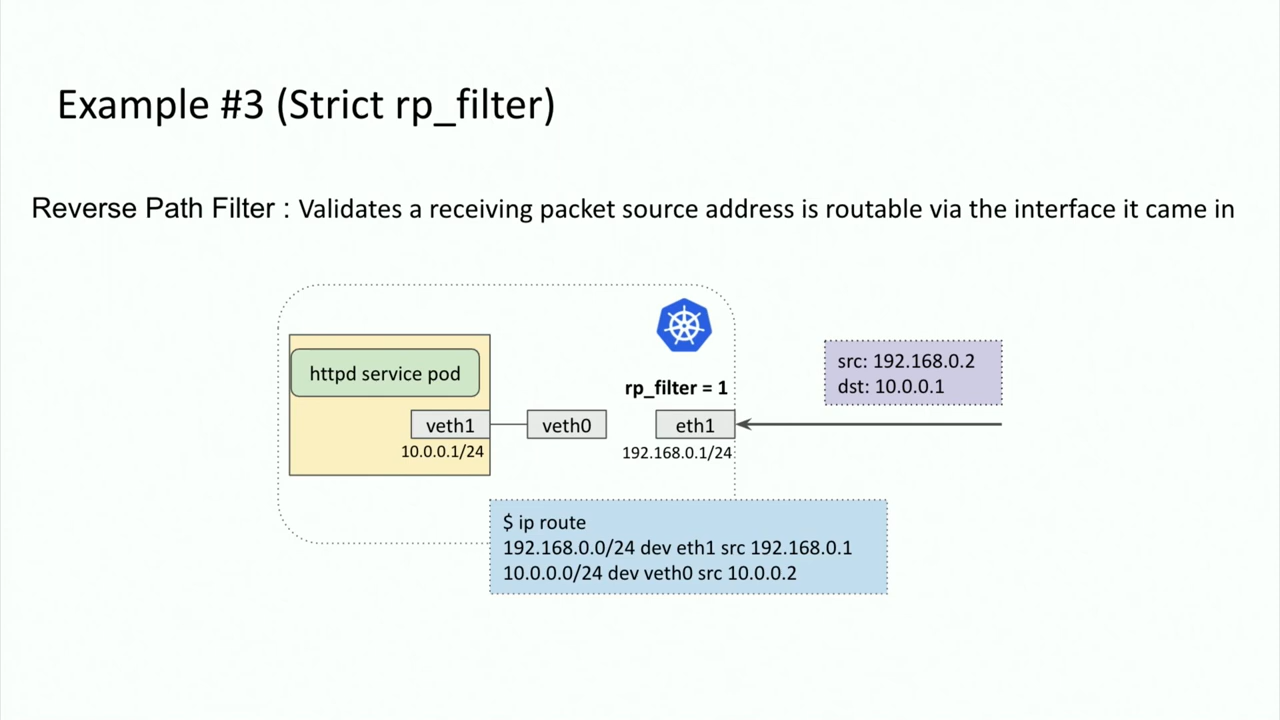 Example #3 (Strict rp_filter)
Reverse Path Filter : Validates a receiving packet source address is routable via the interface it came in
httpd service pod
rp_filter = 1
src: 192.168.0.2
dst: 10.0.0.1
veth1
veth0
eth1
10.0.0.1/24
192.168.0.1/24
$ ip route
192.168.0.0/24 dev eth1 src 192.168.0.1
10.0.0.0/24 dev veth0 src 10.0.0.2